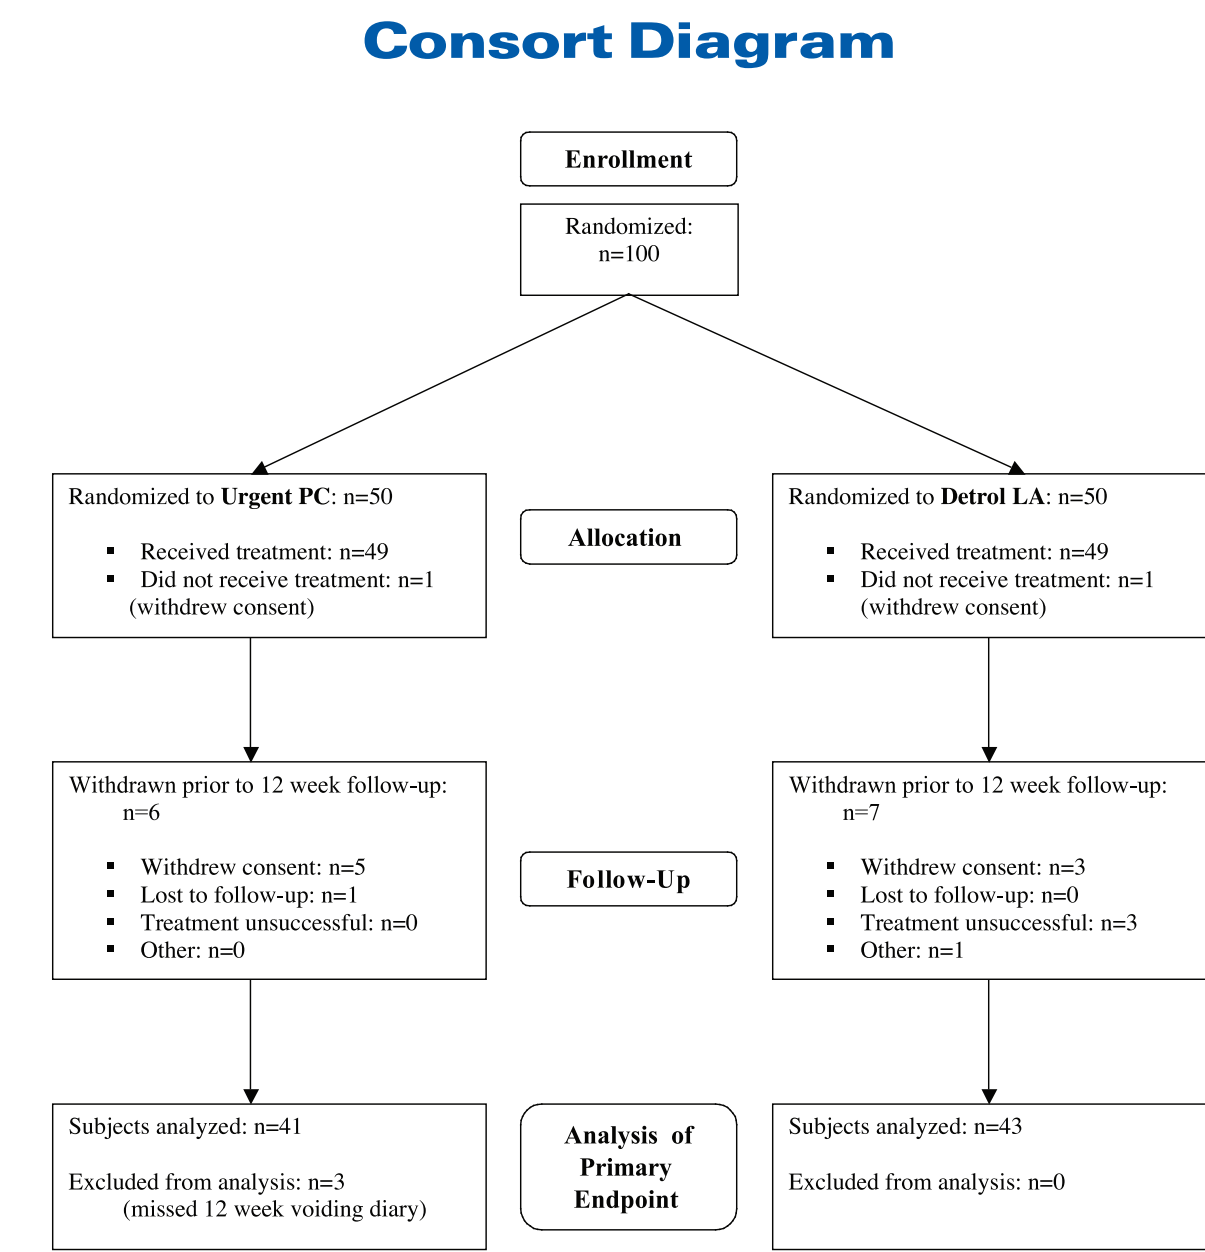 Consort Diagram
Enrollment
Randomized:
n=100
Randomized to Urgent PC: n=50
▪ Received treatment: n=49
▪ Did not receive treatment: n=1
(withdrew consent)
Allocation
Randomized to Detrol LA: n=50
▪ Received treatment: n=49
▪ Did not receive treatment: n=1
(withdrew consent)
Withdrawn prior to 12 week follow-up:
n=6
▪ Withdrew consent: n=5
▪ Lost to follow-up: n=1
▪ Treatment unsuccessful: n=0
▪ Other: n=0
Follow-Up
Withdrawn prior to 12 week follow-up:
n=7
▪ Withdrew consent: n=3
▪ Lost to follow-up: n=0
▪ Treatment unsuccessful: n=3
▪ Other: n=1
Subjects analyzed: n=41
Excluded from analysis: n=3
(missed 12 week voiding diary)
Analysis of
Primary
Endpoint
Subjects analyzed: n=43
Excluded from analysis: n=0